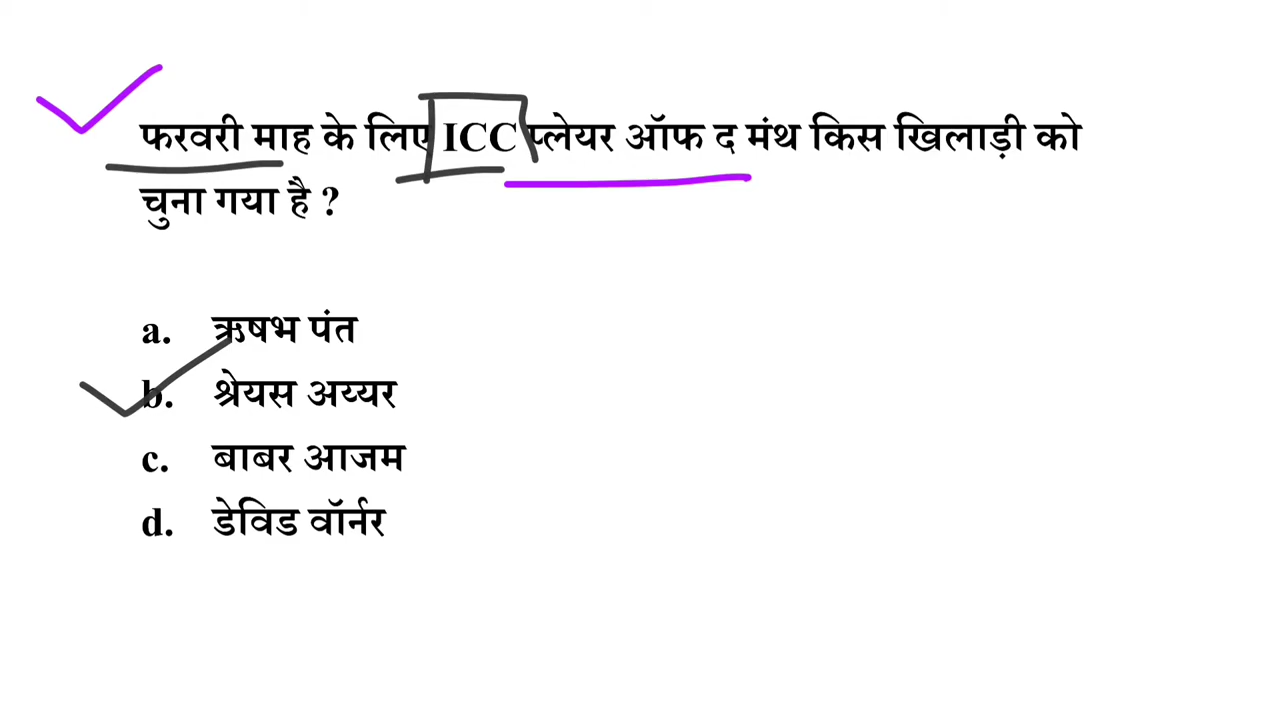 फरवरी माह के लिए ICC प्लेयर ऑफ द मंथ किस खिलाड़ी को
चुना गया है ?
a. ऋषभ पंत
b. श्रेयस अय्यर
c. बाबर आजम
d. डेविड वॉर्नर